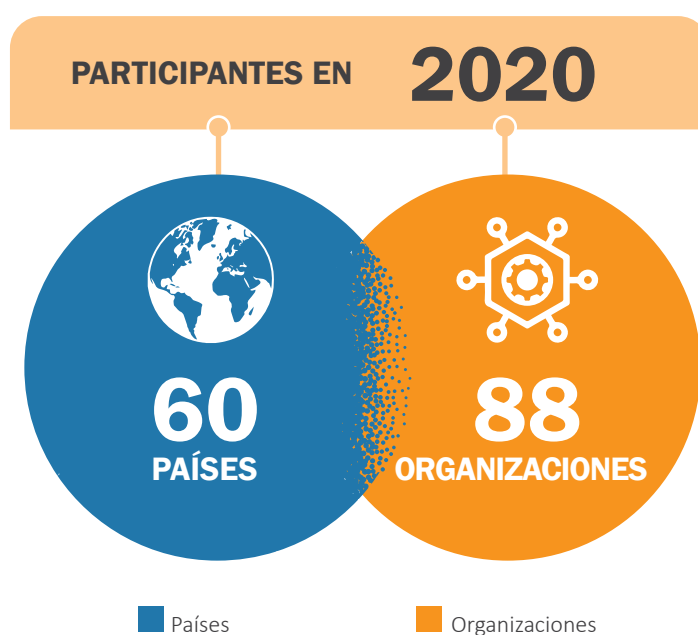 PARTICIPANTES EN 2020
60
PAÍSES
88
ORGANIZACIONES
Países
Organizaciones